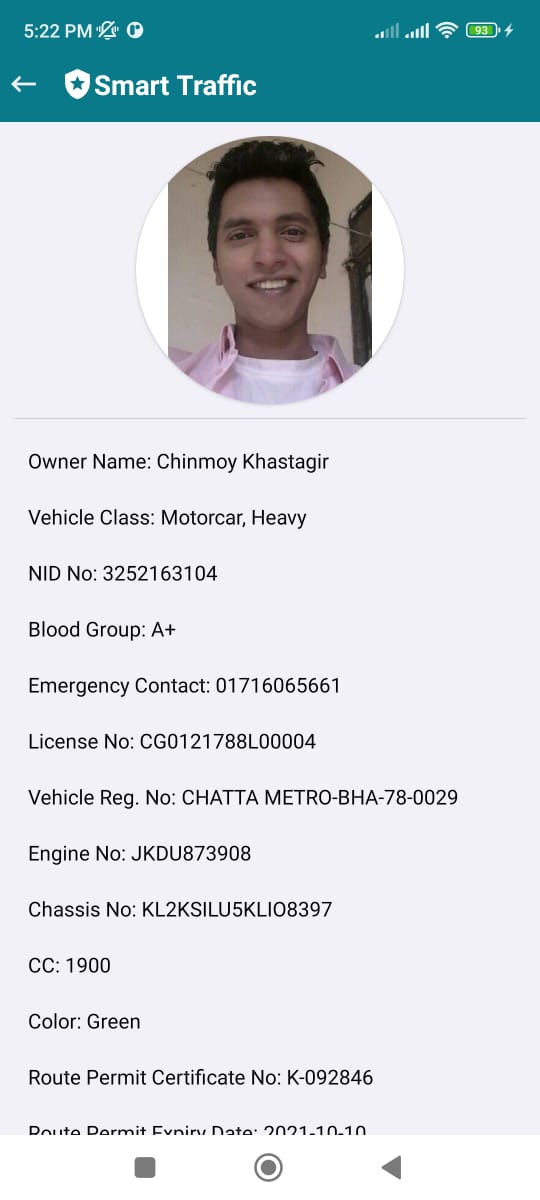 5:22 PM
93
Smart Traffic
Owner Name: Chinmoy Khastagir
Vehicle Class: Motorcar, Heavy
NID No: 3252163104
Blood Group: A+
Emergency Contact: 01716065661
License No: CG0121788L00004
Vehicle Reg. No: CHATTA METRO-BHA-78-0029
Engine No: JKDU873908
Chassis No: KL2KSILU5KLIO8397
CC: 1900
Color: Green
Route Permit Certificate No: K-092846
Route Permit Expiry Date: 2021-10-10